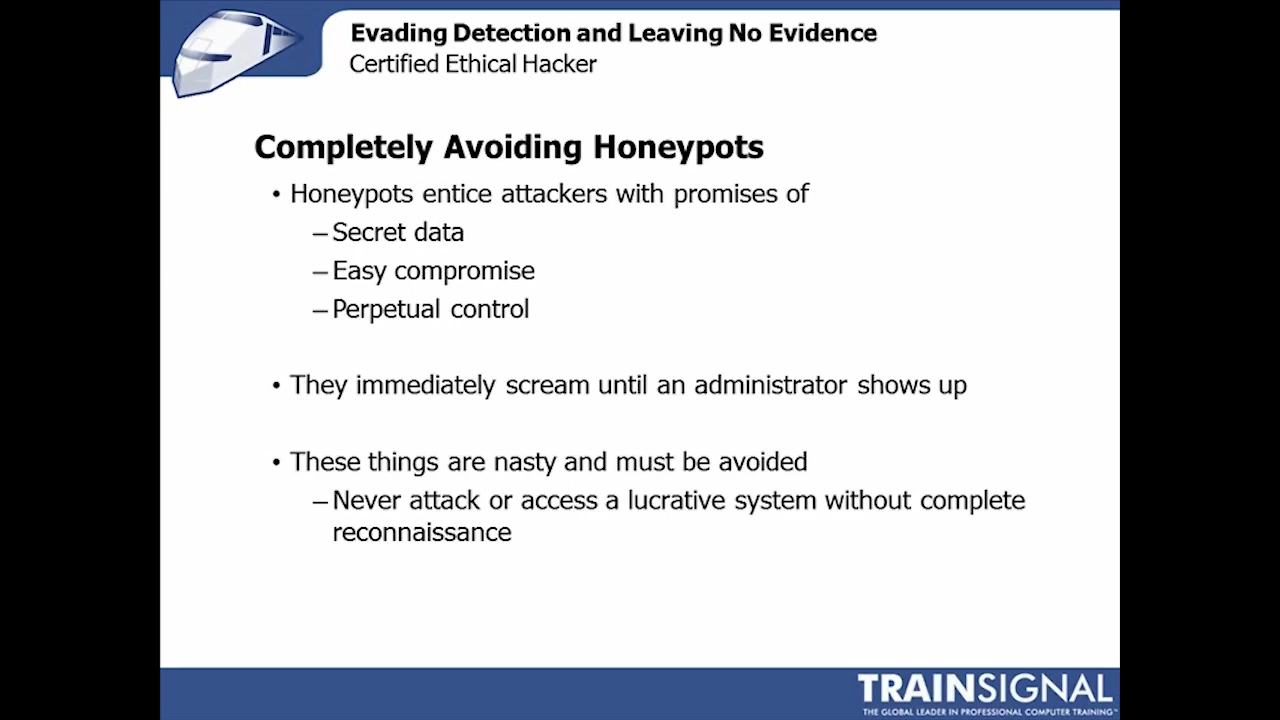 Evading Detection and Leaving No Evidence
Certified Ethical Hacker
Completely Avoiding Honeypots
• Honeypots entice attackers with promises of
– Secret data
– Easy compromise
– Perpetual control
• They immediately scream until an administrator shows up
• These things are nasty and must be avoided
– Never attack or access a lucrative system without complete
reconnaissance
TRAINSIGNAL
THE GLOBAL LEADER IN PROFESSIONAL COMPUTER TRAINING™